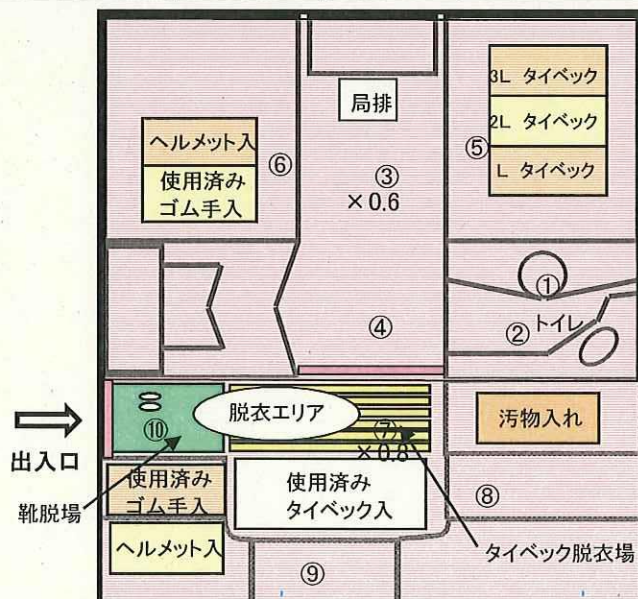 局排
3L タイベック
2L タイベック
L タイベック
⑤
ヘルメット入
使用済み
ゴム手入
⑥
③
×0.6
①
②
トイレ
④
出入口
⑩
脱衣エリア
⑦
×0.8
汚物入れ
靴脱場
使用済み
ゴム手入
使用済み
タイベック入
⑧
ヘルメット入
タイベック脱衣場
⑨